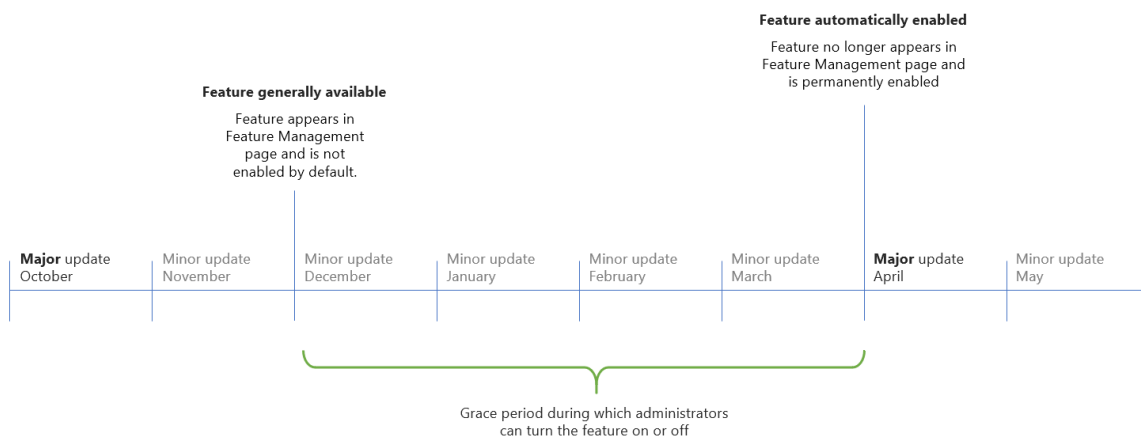 Feature automatically enabled
Feature no longer appears in
Feature Management page and
is permanently enabled
Feature generally available
Feature appears in
Feature Management
page and is not
enabled by default.
Major update
October
Minor update
November
Minor update
December
Minor update
January
Minor update
February
Minor update
March
Major update
April
Minor update
May
Grace period during which administrators
can turn the feature on or off